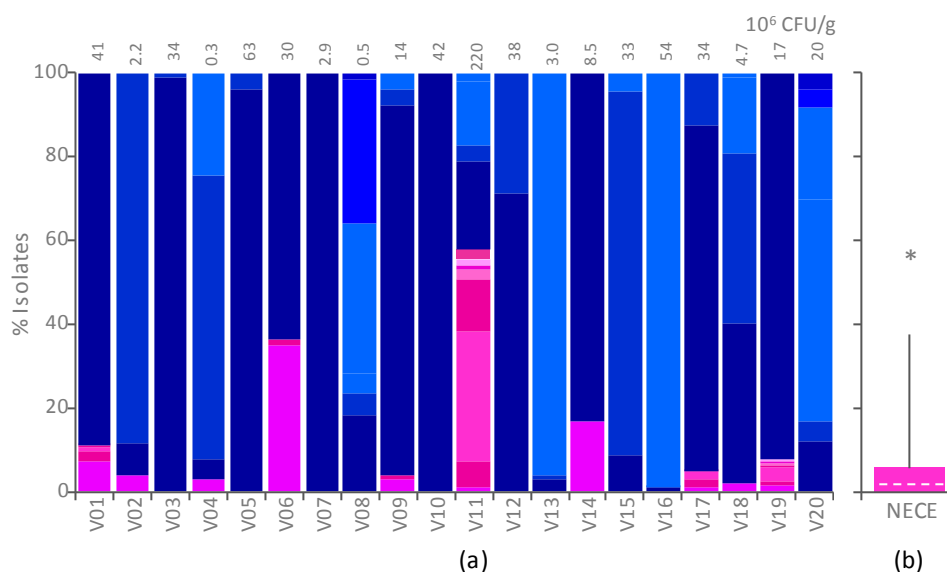 10⁶ CFU/g
41 2.2 34 0.3 63 30 2.9 0.5 14 42 220 38 3.0 8.5 33 54 34 4.7 17 20
100
80
60
40
20
0
% Isolates
*
V01 V02 V03 V04 V05 V06 V07 V08 V09 V10 V11 V12 V13 V14 V15 V16 V17 V18 V19 V20
NECE
(a) (b)